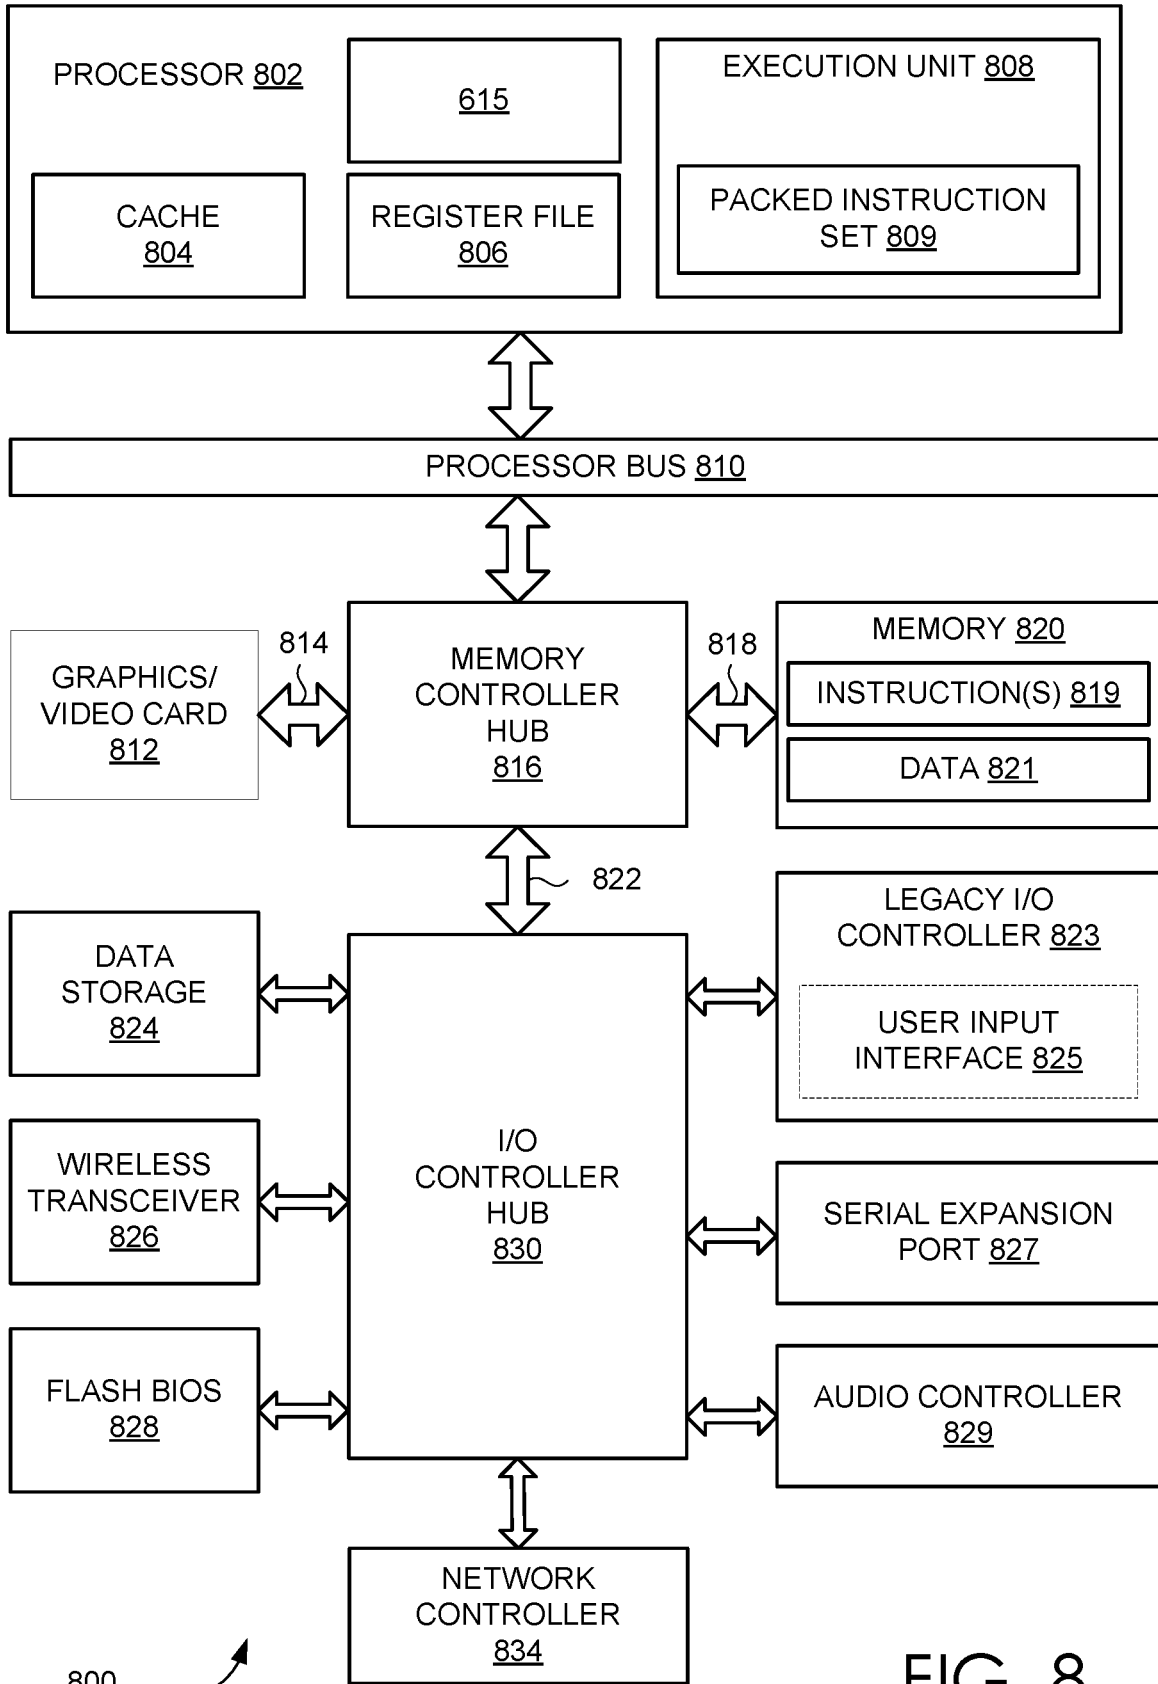 PROCESSOR 802
615
EXECUTION UNIT 808
CACHE
804
REGISTER FILE
806
PACKED INSTRUCTION
SET 809
PROCESSOR BUS 810
GRAPHICS/
VIDEO CARD
812
814
MEMORY
CONTROLLER
HUB
816
818
MEMORY 820
INSTRUCTION(S) 819
DATA 821
822
DATA
STORAGE
824
LEGACY I/O
CONTROLLER 823
USER INPUT
INTERFACE 825
WIRELESS
TRANSCEIVER
826
I/O
CONTROLLER
HUB
830
SERIAL EXPANSION
PORT 827
FLASH BIOS
828
AUDIO CONTROLLER
829
NETWORK
CONTROLLER
834
800
FIG. 8